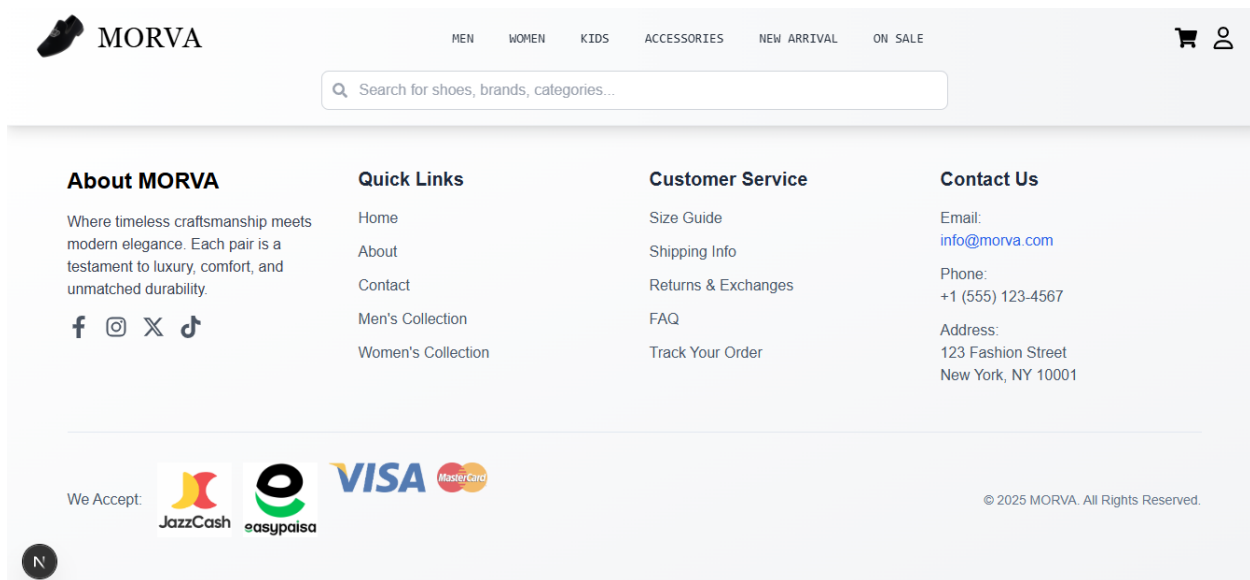 MORVA
MEN WOMEN KIDS ACCESSORIES NEW ARRIVAL ON SALE
Search for shoes, brands, categories...
About MORVA
Where timeless craftsmanship meets
modern elegance. Each pair is a
testament to luxury, comfort, and
unmatched durability.
Quick Links
Home
About
Contact
Men's Collection
Women's Collection
Customer Service
Size Guide
Shipping Info
Returns & Exchanges
FAQ
Track Your Order
Contact Us
Email:
info@morva.com
Phone:
+1 (555) 123-4567
Address:
123 Fashion Street
New York, NY 10001
We Accept:
JazzCash
easypaisa
VISA
MasterCard
© 2025 MORVA. All Rights Reserved.
N